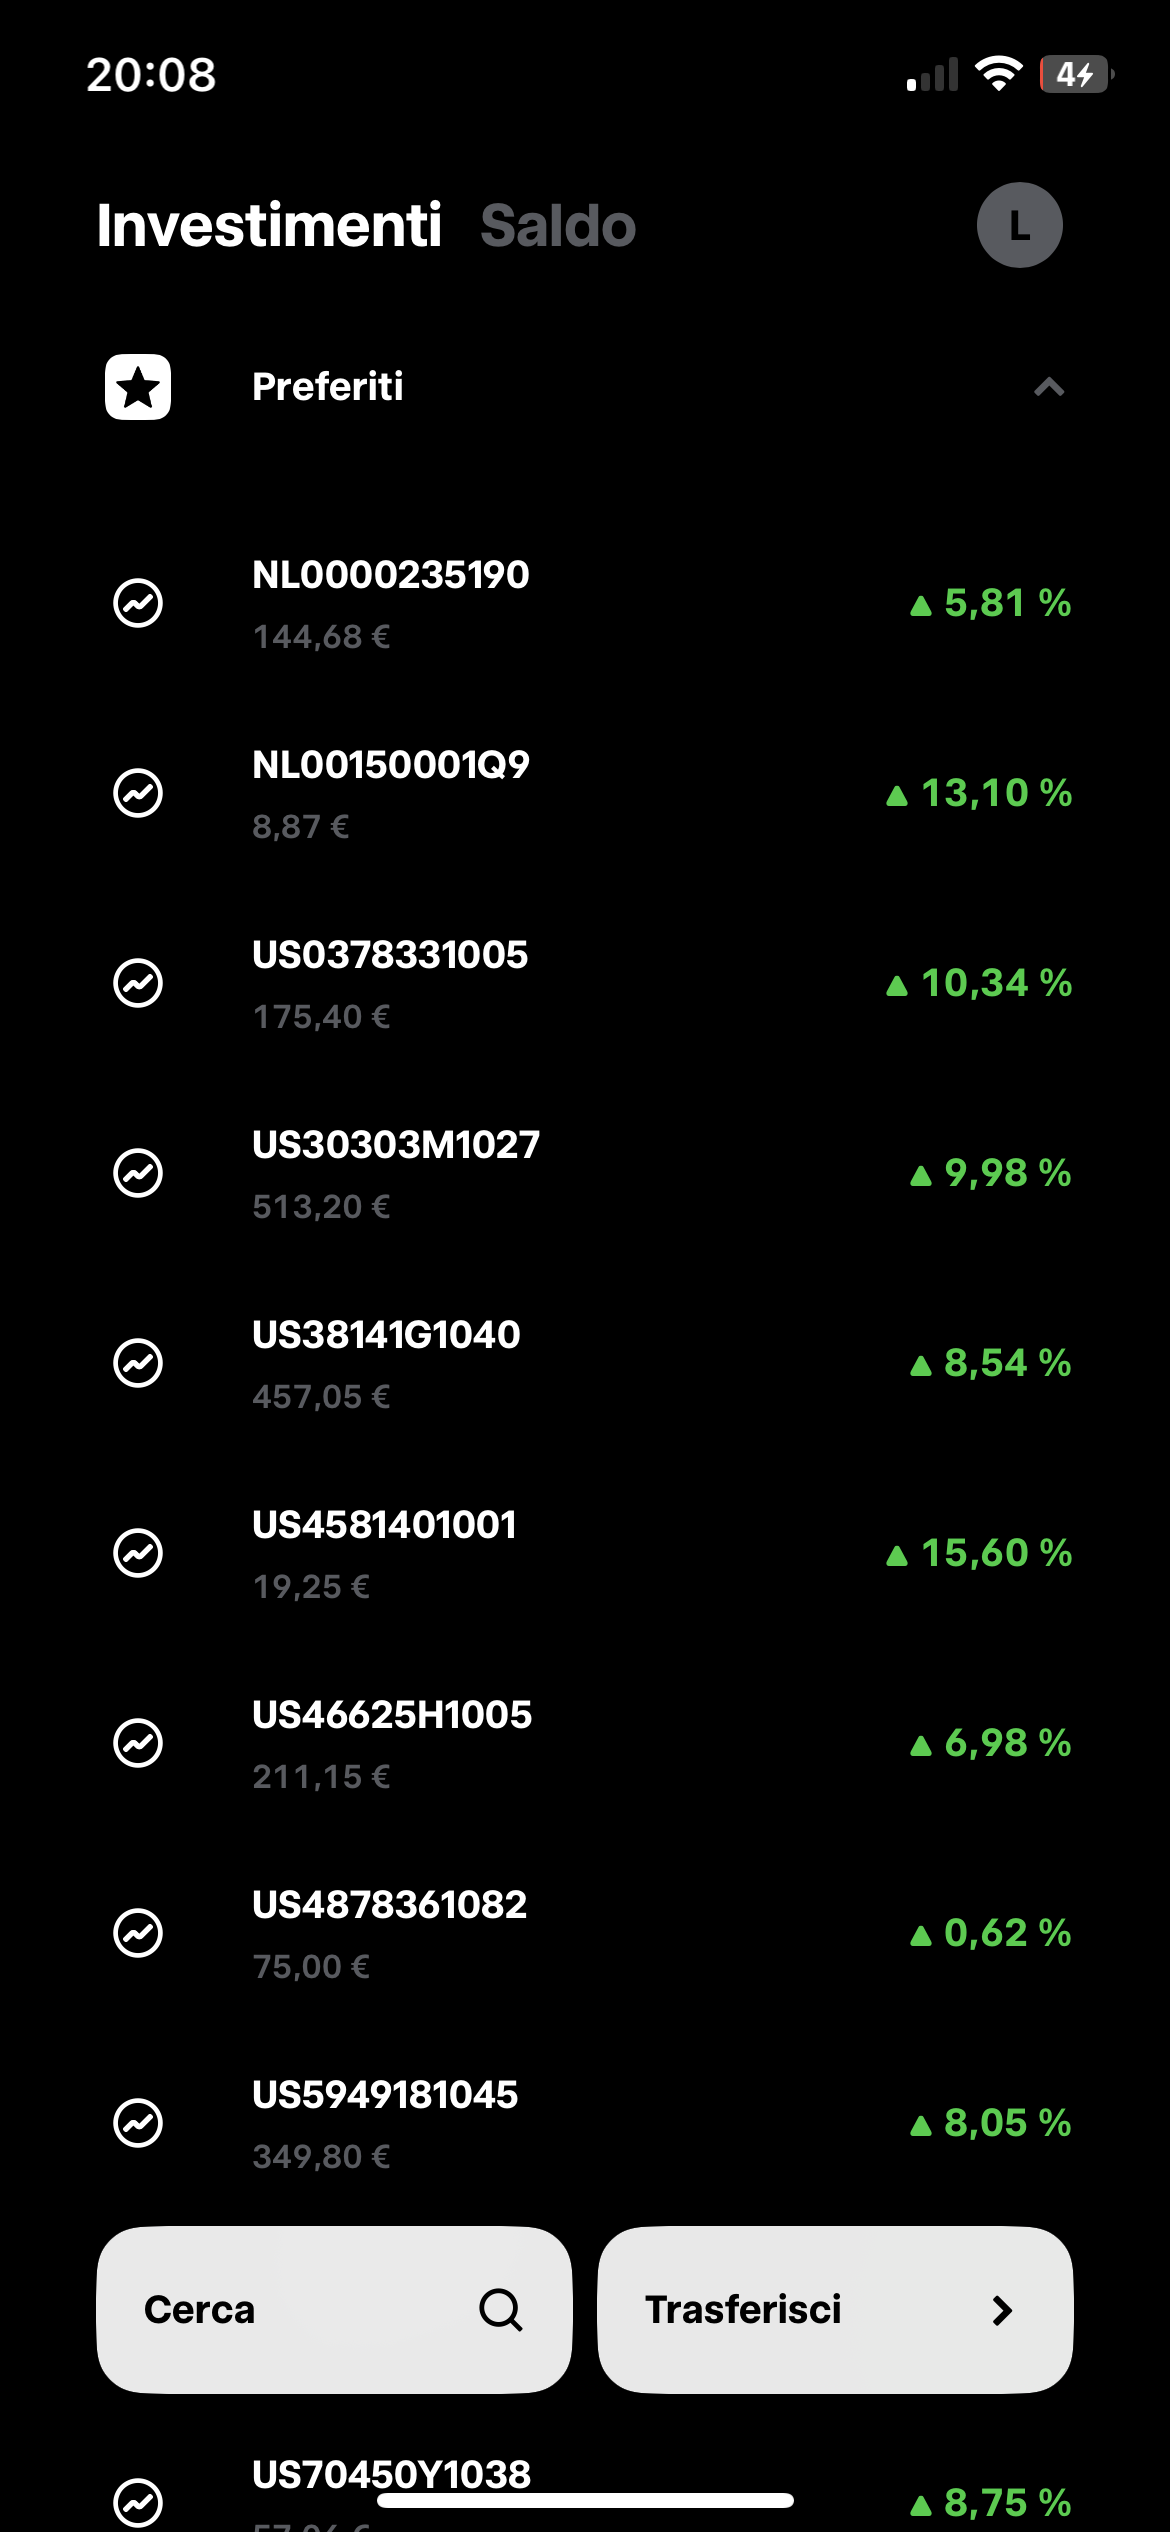 20:08
4
Investimenti Saldo
L
Preferiti
NL0000235190
▲ 5,81 %
144,68 €
NL00150001Q9
▲ 13,10 %
8,87 €
US0378331005
▲ 10,34 %
175,40 €
US30303M1027
▲ 9,98 %
513,20 €
US38141G1040
▲ 8,54 %
457,05 €
US4581401001
▲ 15,60 %
19,25 €
US46625H1005
▲ 6,98 %
211,15 €
US4878361082
▲ 0,62 %
75,00 €
US5949181045
▲ 8,05 %
349,80 €
Cerca
Trasferisci
US70450Y1038
▲ 8,75 %